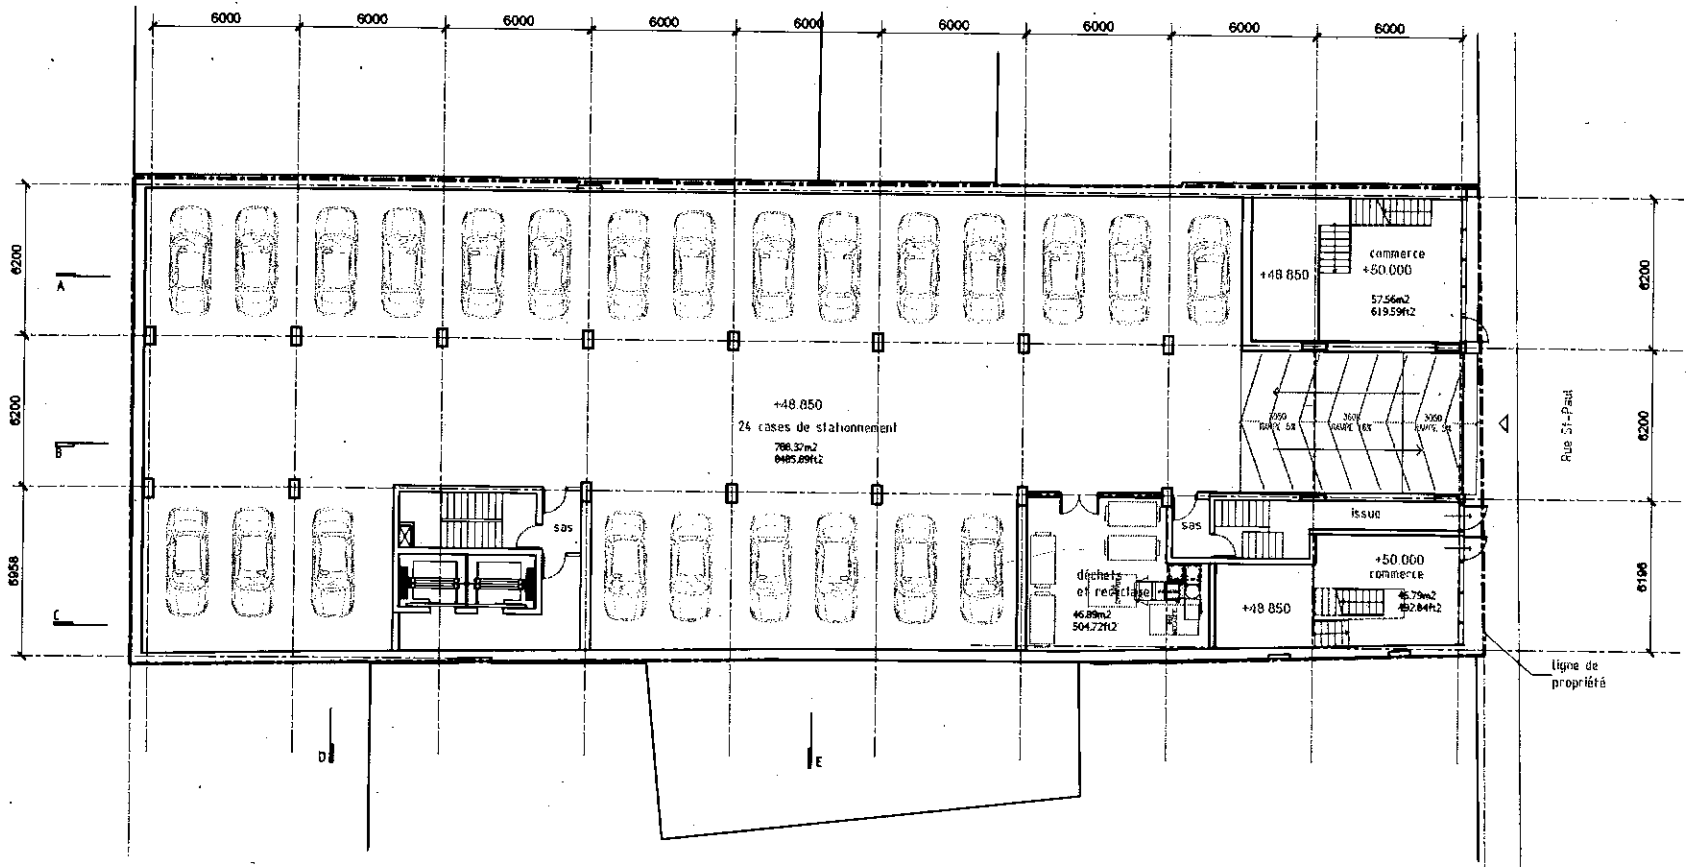 6000 6000 6000 6000 6000 6000 6000 6000 6000
6200
6200
6958
A
B
C
D
E
+48.850
24 cases de stationnement
788.37m2
8485.89ft2
sas
déchets
et recyclage
46.89m2
504.72ft2
sas
issue
+48 850
commerce
+50.000
57.56m2
619.59ft2
3050
RAMPE 5%
RAMPE
3050
RAMPE
+48 850
+50.000
commerce
45.79m2
492.84ft2
6200
6200
6196
Rue St-Paul
ligne de
propriété